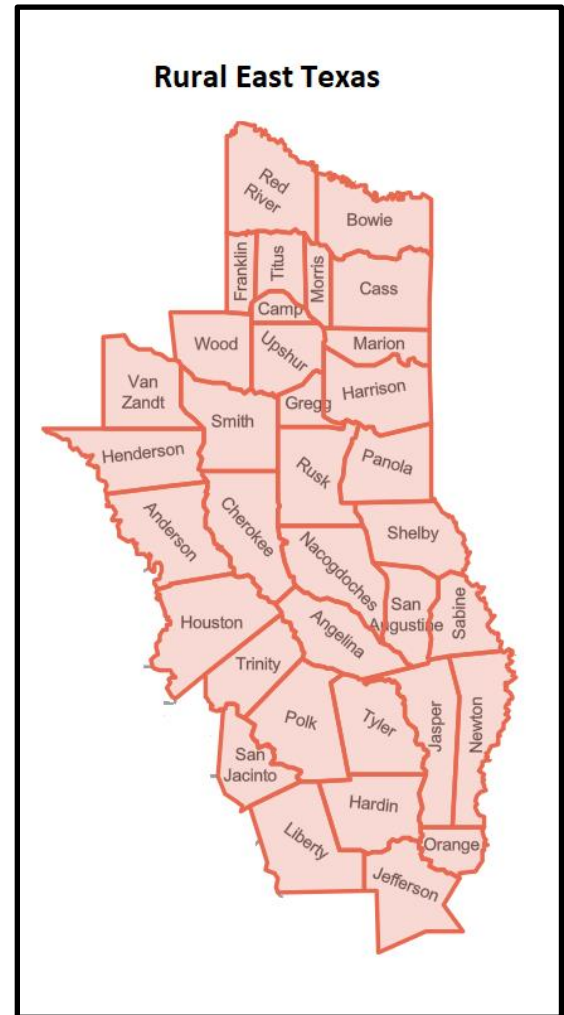 Rural East Texas
Red
River
Bowie
Franklin
Titus
Morris
Cass
Camp
Wood
Upshur
Marion
Van
Zandt
Smith
Gregg
Harrison
Henderson
Rusk
Panola
Anderson
Cherokee
Nacogdoches
Shelby
Houston
Angelina
San
Augustine
Sabine
Trinity
Polk
Tyler
Jasper
Newton
San
Jacinto
Hardin
Liberty
Orange
Jefferson